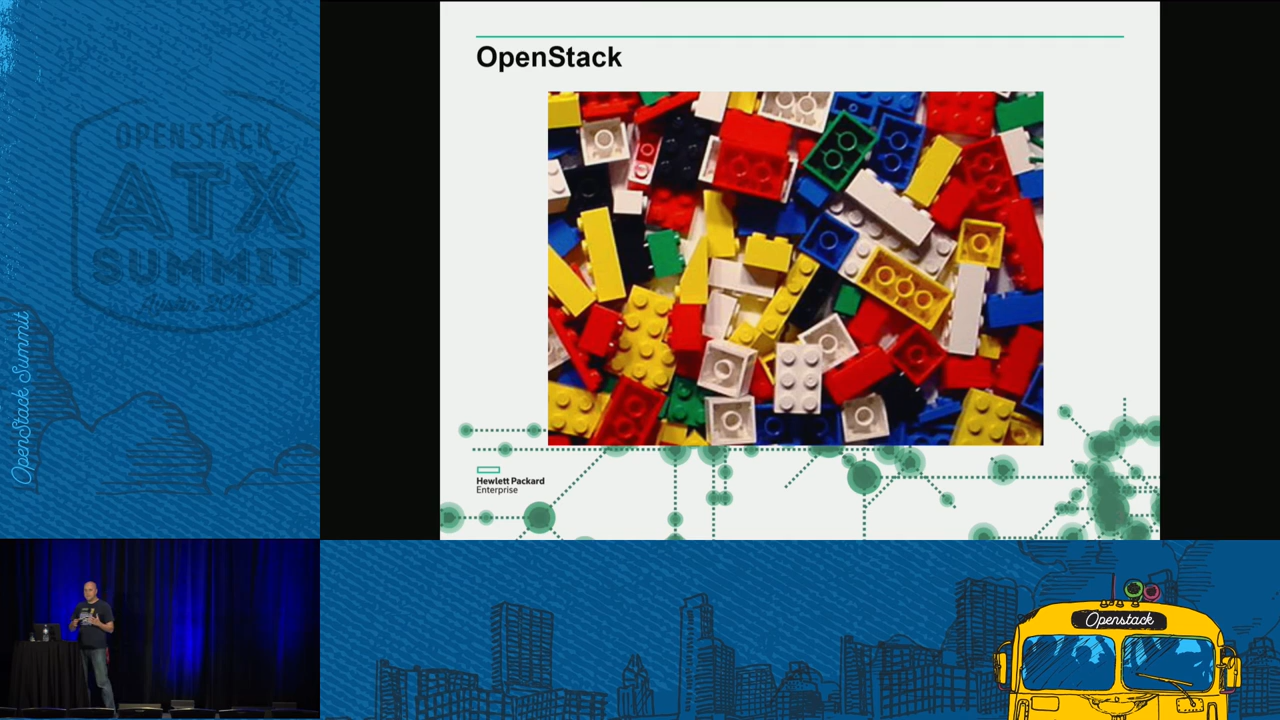 OPENSTACK
ATX
SUMMIT
Austin 2016
OpenStack Summit
OpenStack
Hewlett Packard
Enterprise
Openstack